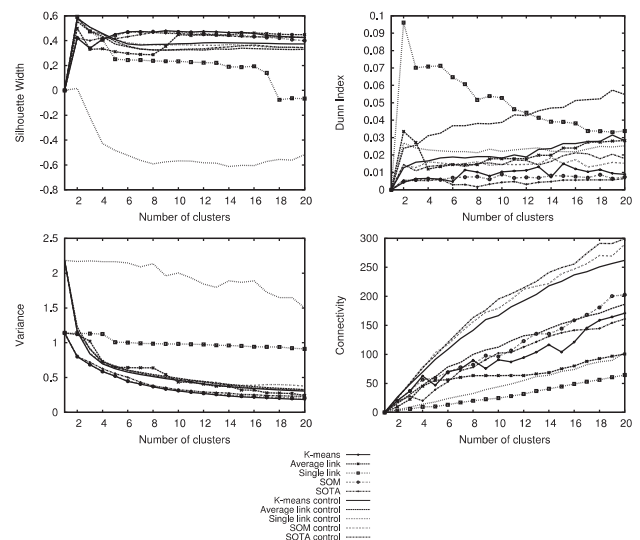 0.6
0.4
0.2
0
-0.2
-0.4
-0.6
-0.8
Silhouette Width
2 4 6 8 10 12 14 16 18 20
Number of clusters
0.1
0.09
0.08
0.07
0.06
0.05
0.04
0.03
0.02
0.01
0
Dunn Index
2 4 6 8 10 12 14 16 18 20
Number of clusters
2.5
2
1.5
1
0.5
0
Variance
2 4 6 8 10 12 14 16 18 20
Number of clusters
300
250
200
150
100
50
0
Connectivity
2 4 6 8 10 12 14 16 18 20
Number of clusters
K-means
Average link
Single link
SOM
SOTA
K-means control
Average link control
Single link control
SOM control
SOTA control